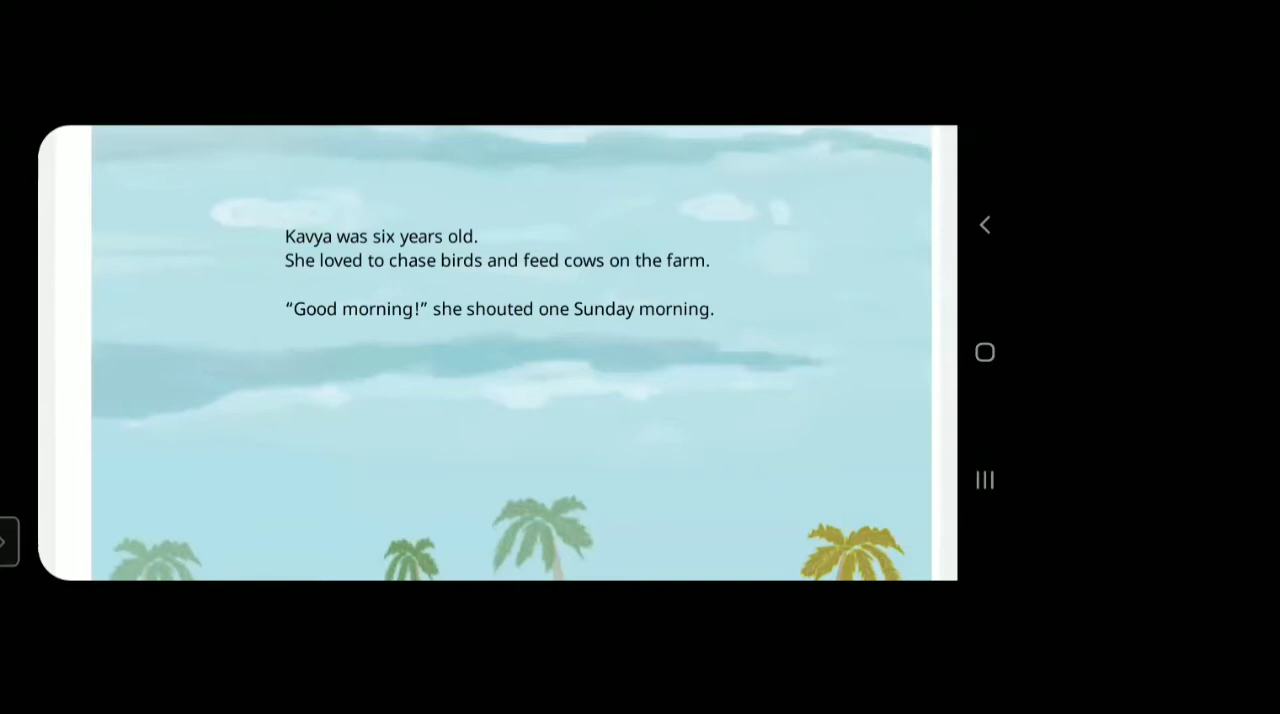 Kavya was six years old.
She loved to chase birds and feed cows on the farm.
“Good morning!” she shouted one Sunday morning.